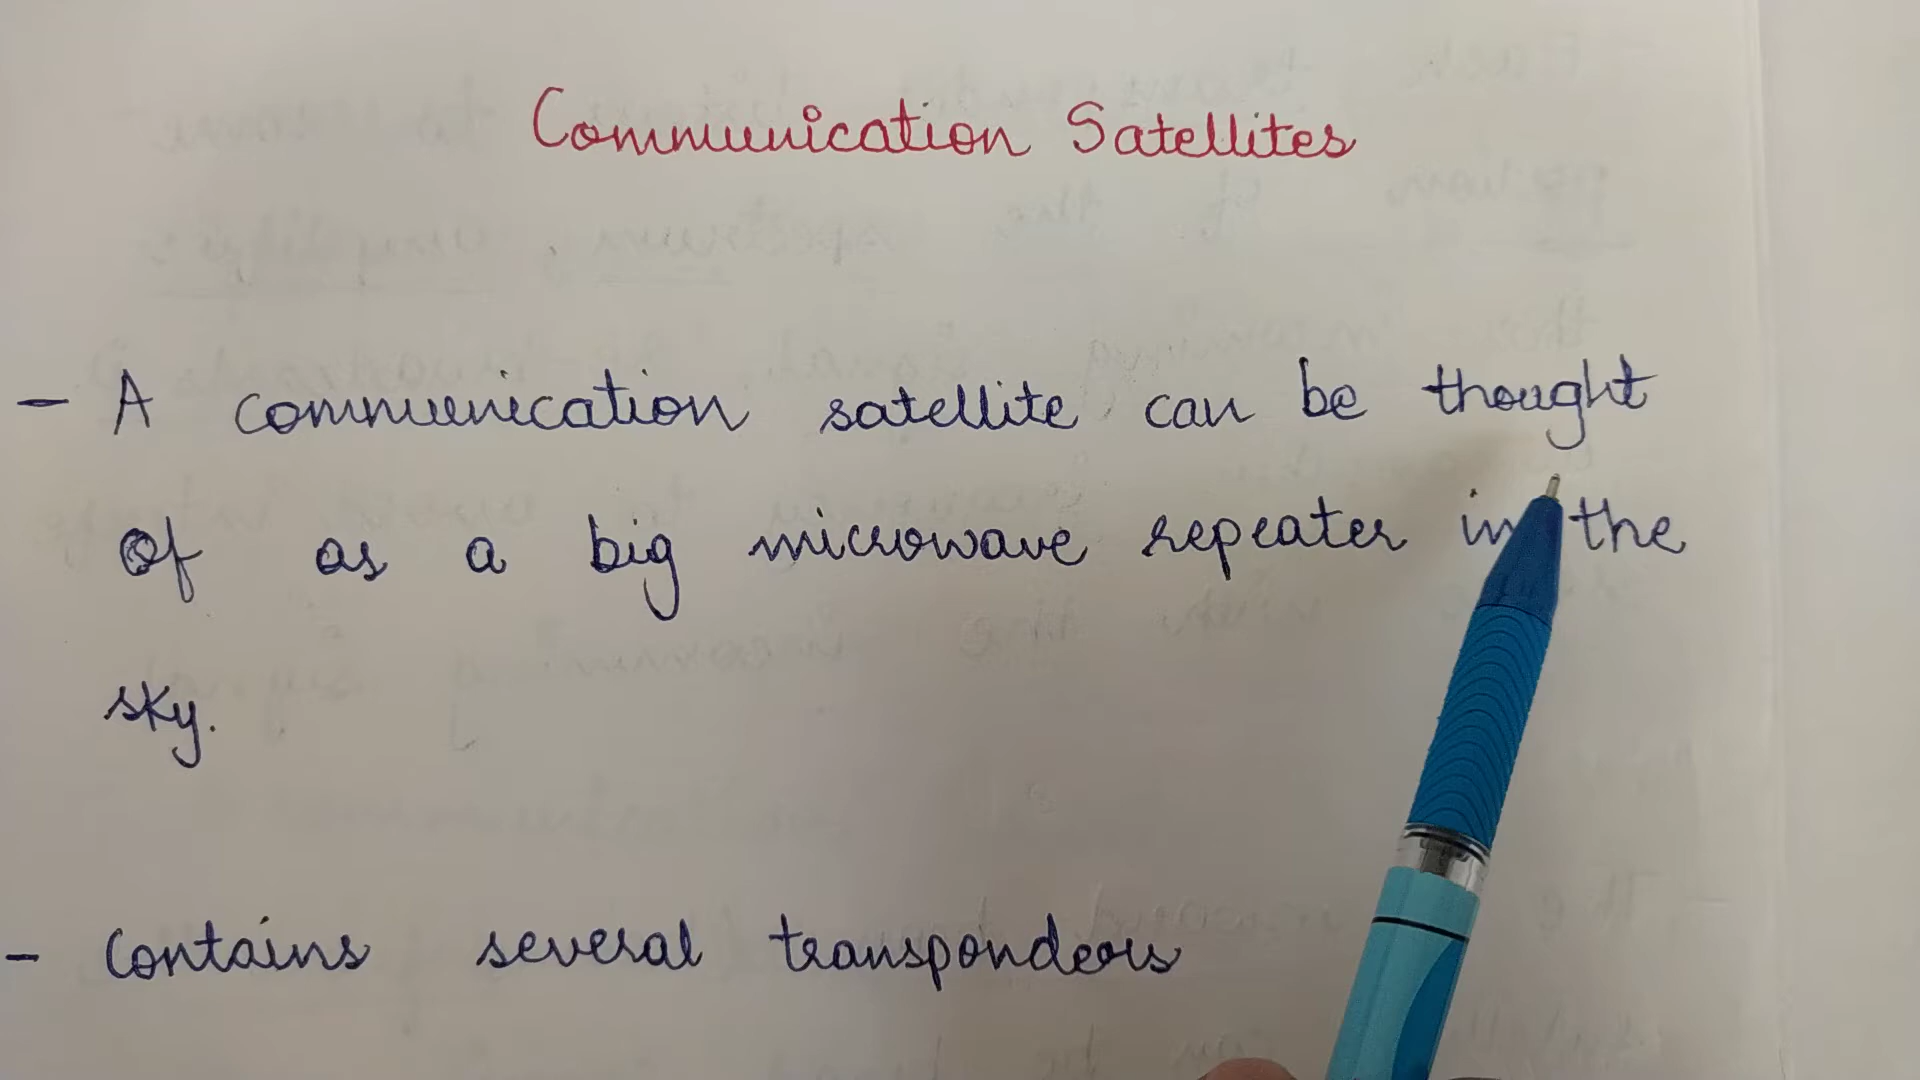 Communication Satellites
- A communication satellite can be thought
of as a big microwave repeater in the
sky.
- Contains several transponders